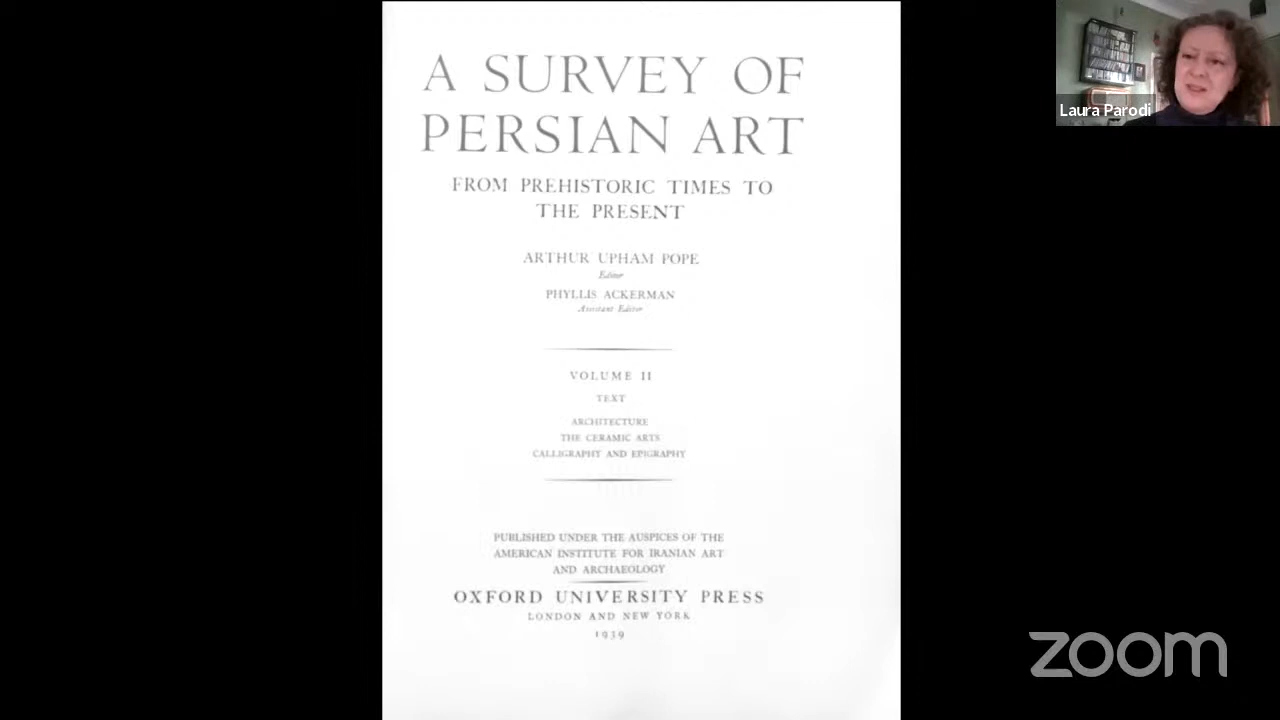 A SURVEY OF
PERSIAN ART
FROM PREHISTORIC TIMES TO
THE PRESENT
ARTHUR UPHAM POPE
Editor
PHYLLIS ACKERMAN
Assistant Editor
VOLUME II
TEXT
ARCHITECTURE
THE CERAMIC ARTS
CALLIGRAPHY AND EPIGRAPHY
PUBLISHED UNDER THE AUSPICES OF THE
AMERICAN INSTITUTE FOR IRANIAN ART
AND ARCHAEOLOGY
OXFORD UNIVERSITY PRESS
LONDON AND NEW YORK
1939
Laura Parodi
zoom